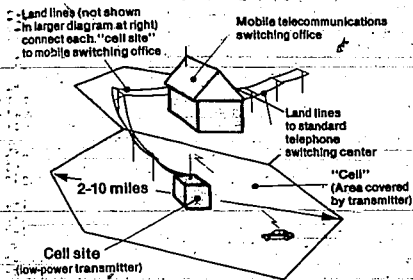 Land lines (not shown
in larger diagram at right)
connect each "cell site"
to mobile switching office
Mobile telecommunications
switching office
Land lines
to standard
telephone
switching center
"Cell"
(Area covered
by transmitter)
2-10 miles
Cell site
(low-power transmitter)